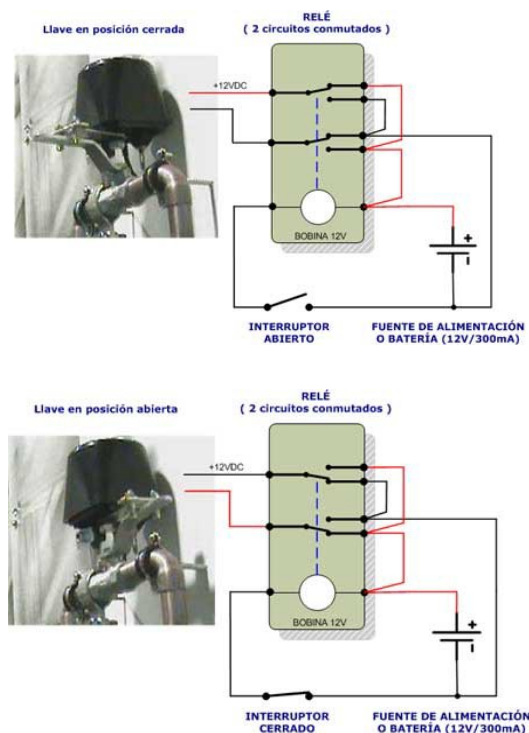 Llave en posición cerrada
RELÉ
( 2 circuitos conmutados )
+12VDC
BOBINA 12V
+
-
INTERRUPTOR
ABIERTO
FUENTE DE ALIMENTACIÓN
O BATERÍA (12V/300mA)
Llave en posición abierta
RELÉ
( 2 circuitos conmutados )
+12VDC
BOBINA 12V
+
-
INTERRUPTOR
CERRADO
FUENTE DE ALIMENTACIÓN
O BATERÍA (12V/300mA)